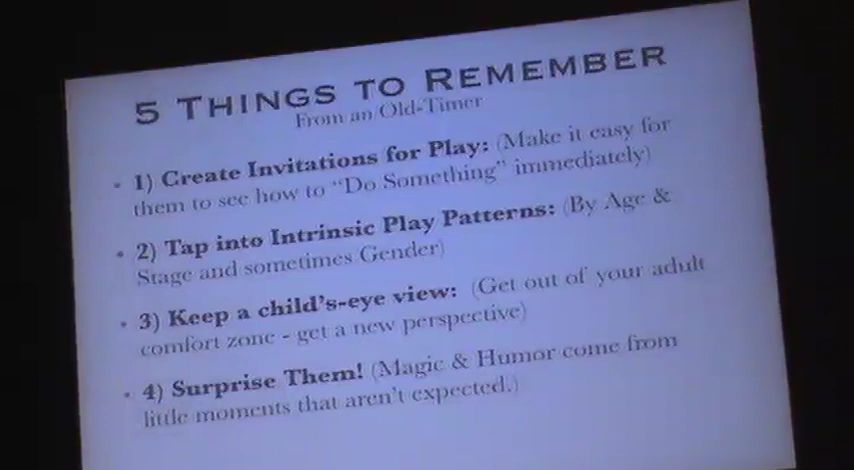 5 THINGS TO REMEMBER
From an/Old-Timer
• 1) Create Invitations for Play: (Make it easy for
them to see how to “Do Something” immediately)
• 2) Tap into Intrinsic Play Patterns: (By Age &
Stage and sometimes Gender)
• 3) Keep a child’s-eye view: (Get out of your adult
comfort zone - get a new perspective)
• 4) Surprise Them! (Magic & Humor come from
little moments that aren’t expected.)